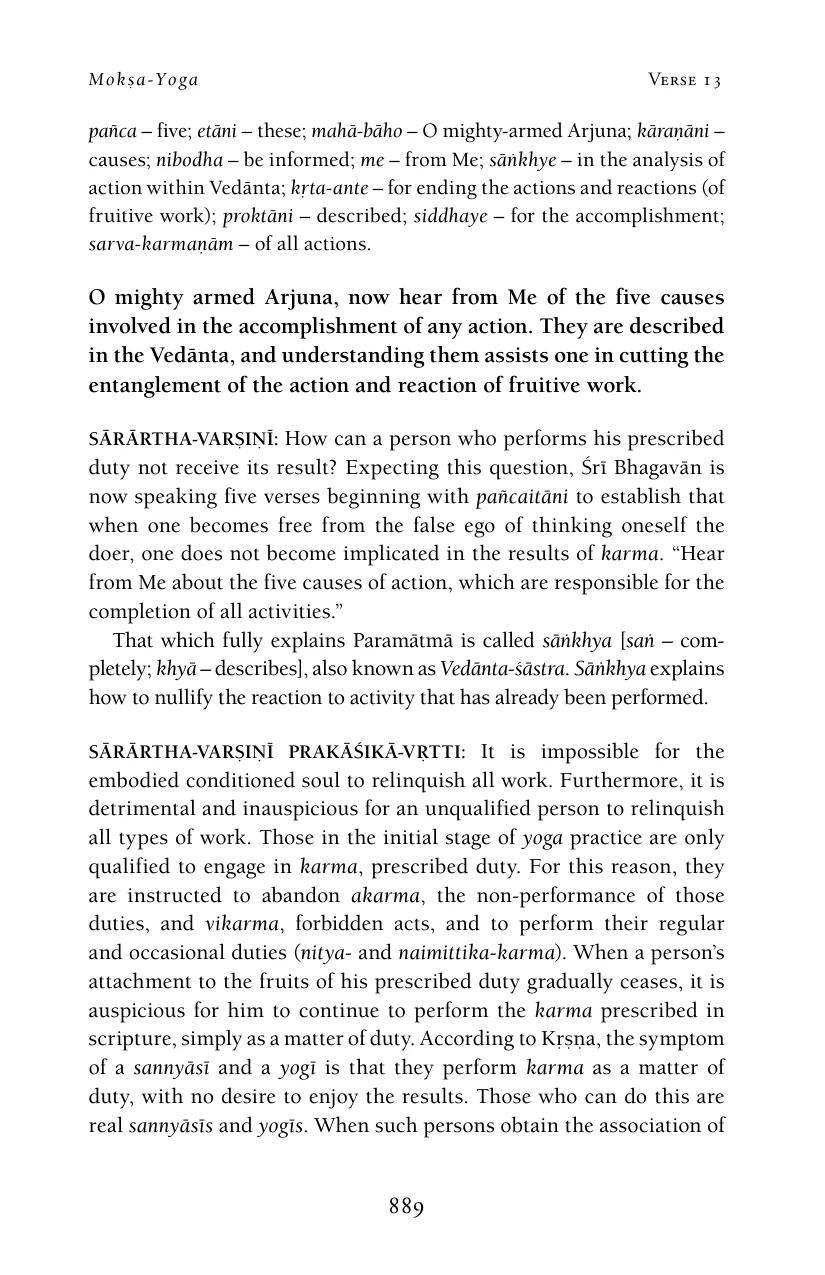 Mokṣa-Yoga Verse 13
pañca – five; etāni – these; mahā-bāho – O mighty-armed Arjuna; kāraṇāni –
causes; nibodha – be informed; me – from Me; sāṅkhye – in the analysis of
action within Vedānta; kṛta-ante – for ending the actions and reactions (of
fruitive work); proktāni – described; siddhaye – for the accomplishment;
sarva-karmaṇām – of all actions.
O mighty armed Arjuna, now hear from Me of the five causes
involved in the accomplishment of any action. They are described
in the Vedānta, and understanding them assists one in cutting the
entanglement of the action and reaction of fruitive work.
SĀRĀRTHA-VARṢIṆĪ: How can a person who performs his prescribed
duty not receive its result? Expecting this question, Śrī Bhagavān is
now speaking five verses beginning with pañcaitāni to establish that
when one becomes free from the false ego of thinking oneself the
doer, one does not become implicated in the results of karma. “Hear
from Me about the five causes of action, which are responsible for the
completion of all activities.”
That which fully explains Paramātmā is called sāṅkhya [saṅ – com-
pletely; khyā – describes], also known as Vedānta-śāstra. Sāṅkhya explains
how to nullify the reaction to activity that has already been performed.
SĀRĀRTHA-VARṢIṆĪ PRAKĀŚIKĀ-VṚTTI: It is impossible for the
embodied conditioned soul to relinquish all work. Furthermore, it is
detrimental and inauspicious for an unqualified person to relinquish
all types of work. Those in the initial stage of yoga practice are only
qualified to engage in karma, prescribed duty. For this reason, they
are instructed to abandon akarma, the non-performance of those
duties, and vikarma, forbidden acts, and to perform their regular
and occasional duties (nitya- and naimittika-karma). When a person’s
attachment to the fruits of his prescribed duty gradually ceases, it is
auspicious for him to continue to perform the karma prescribed in
scripture, simply as a matter of duty. According to Kṛṣṇa, the symptom
of a sannyāsī and a yogī is that they perform karma as a matter of
duty, with no desire to enjoy the results. Those who can do this are
real sannyāsīs and yogīs. When such persons obtain the association of
889